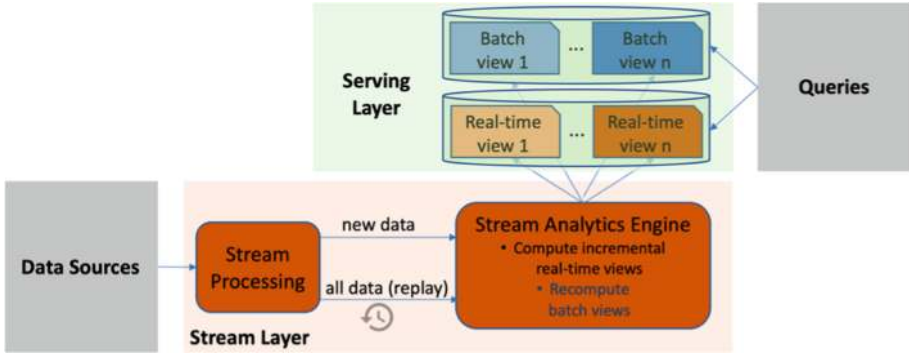 Batch
view 1
...
Batch
view n
Serving
Layer
Real-time
view 1
...
Real-time
view n
Queries
Data Sources
Stream
Processing
new data
all data (replay)
Stream Layer
Stream Analytics Engine
• Compute incremental
real-time views
• Recompute
batch views